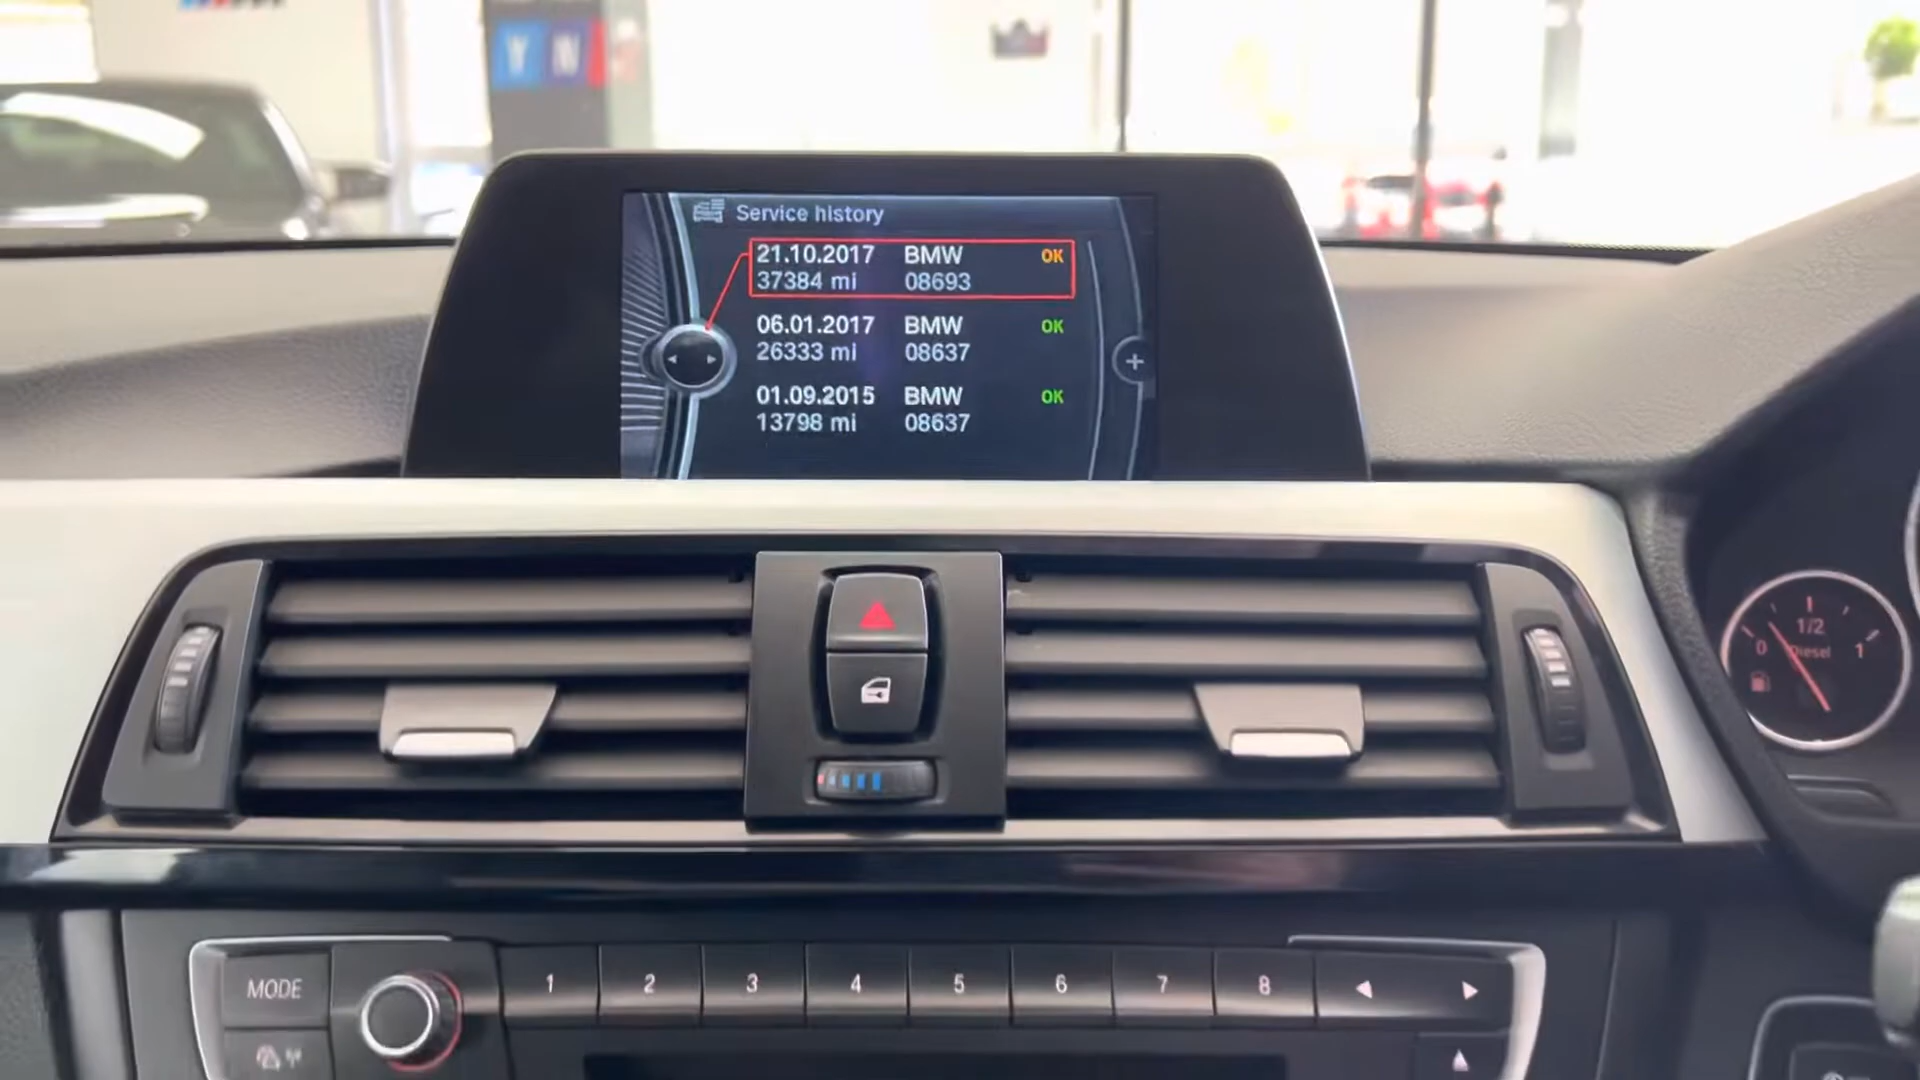 Y N
Service history
21.10.2017 BMW OK
37384 mi 08693
06.01.2017 BMW OK
26333 mi 08637
01.09.2015 BMW OK
13798 mi 08637
1/2
0 Diesel 1
MODE 1 2 3 4 5 6 7 8